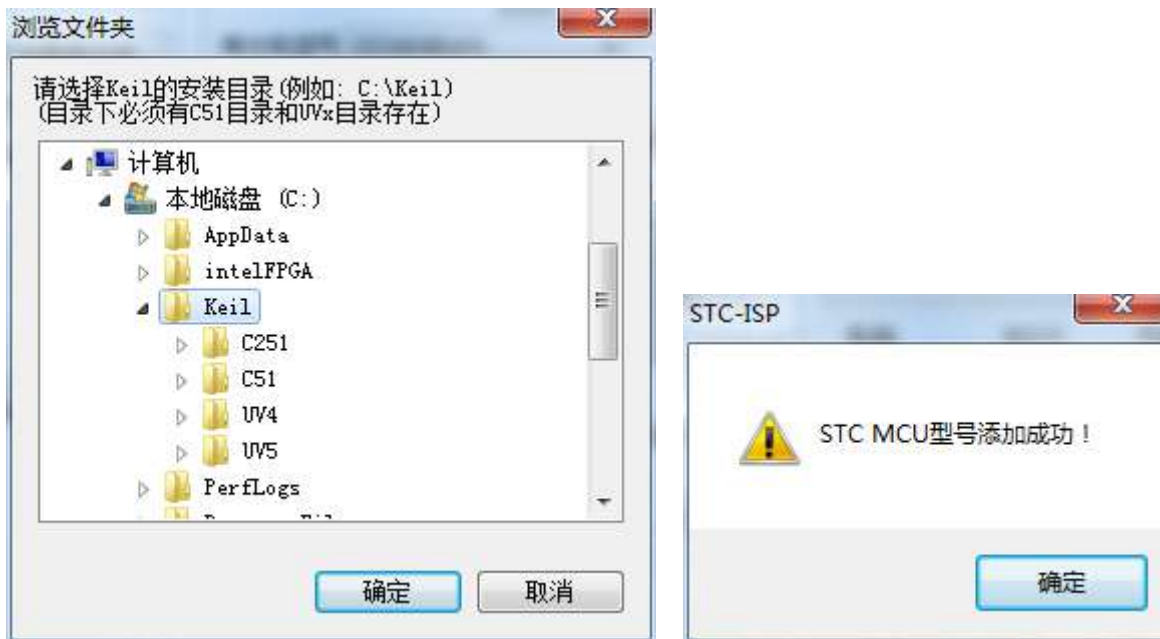 浏览文件夹
请选择Keil的安装目录(例如: C:\Keil)
(目录下必须有C51目录和UVx目录存在)
计算机
本地磁盘 (C:)
AppData
intelFPGA
Keil
C251
C51
UV4
UV5
PerfLogs
确定
取消
STC-ISP
STC MCU型号添加成功！
确定